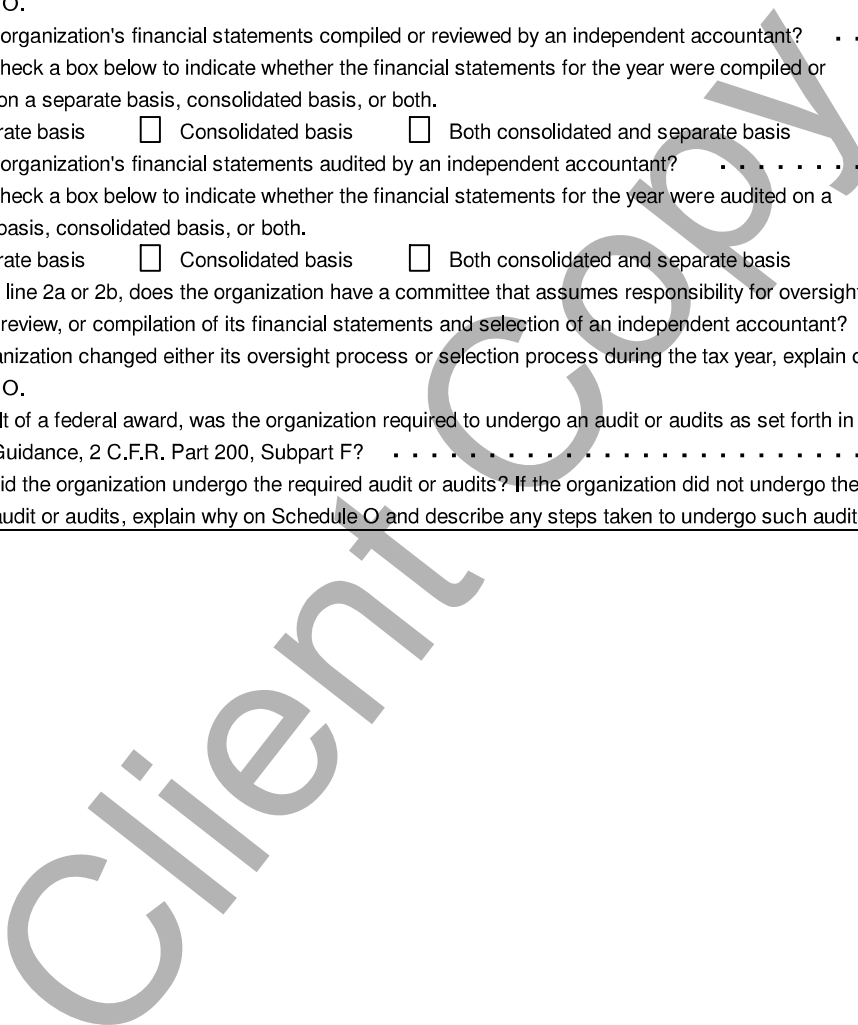 O.
organization's financial statements compiled or reviewed by an independent accountant? . .
heck a box below to indicate whether the financial statements for the year were compiled or
on a separate basis, consolidated basis, or both.
rate basis Consolidated basis Both consolidated and separate basis
organization's financial statements audited by an independent accountant? . . . . . . . .
heck a box below to indicate whether the financial statements for the year were audited on a
basis, consolidated basis, or both.
rate basis Consolidated basis Both consolidated and separate basis
line 2a or 2b, does the organization have a committee that assumes responsibility for oversight
review, or compilation of its financial statements and selection of an independent accountant?
anization changed either its oversight process or selection process during the tax year, explain o
O.
lt of a federal award, was the organization required to undergo an audit or audits as set forth in
Guidance, 2 C.F.R. Part 200, Subpart F? . . . . . . . . . . . . . . . . . . . . . . . . .
id the organization undergo the required audit or audits? If the organization did not undergo the
audit or audits, explain why on Schedule O and describe any steps taken to undergo such audit
Client Copy